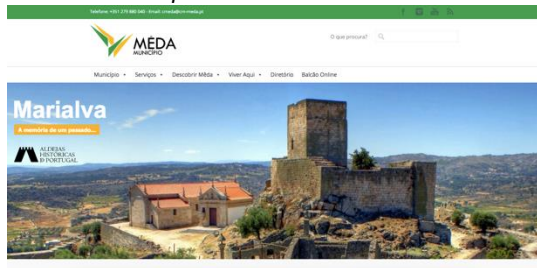 Telefone: +351 279 880 040 - Email: cmeda@cm-meda.pt
MÊDA
MUNICÍPIO
O que procura?
Município
Serviços
Descobrir Mêda
Viver Aqui
Diretório
Balcão Online
Marialva
A memória de um passado...
ALDEIAS
HISTÓRICAS
DE PORTUGAL